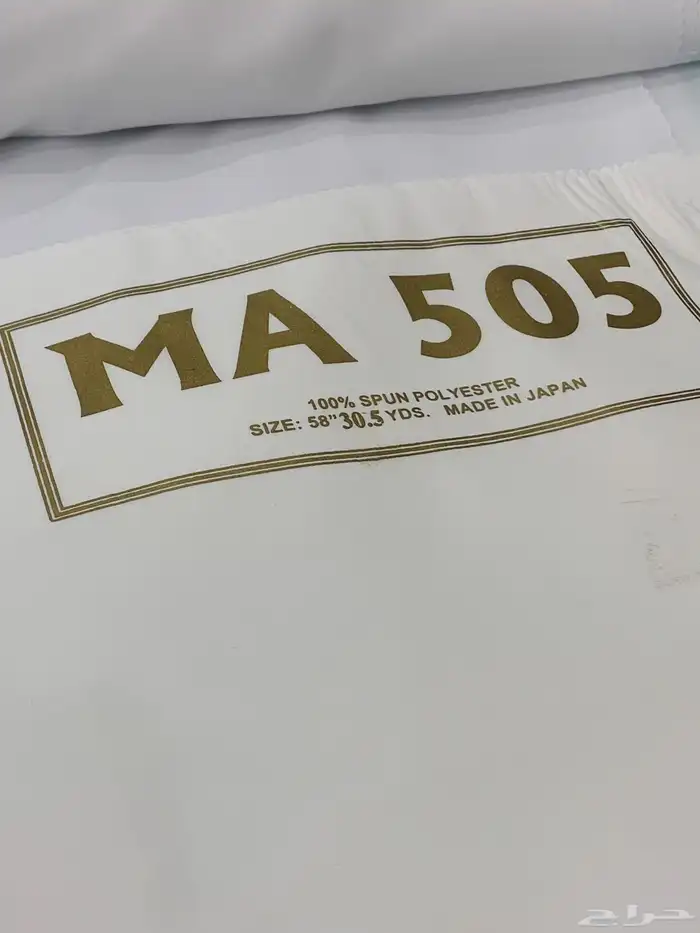 MA 505
100% SPUN POLYESTER
SIZE: 58" 30.5 YDS. MADE IN JAPAN
حراج